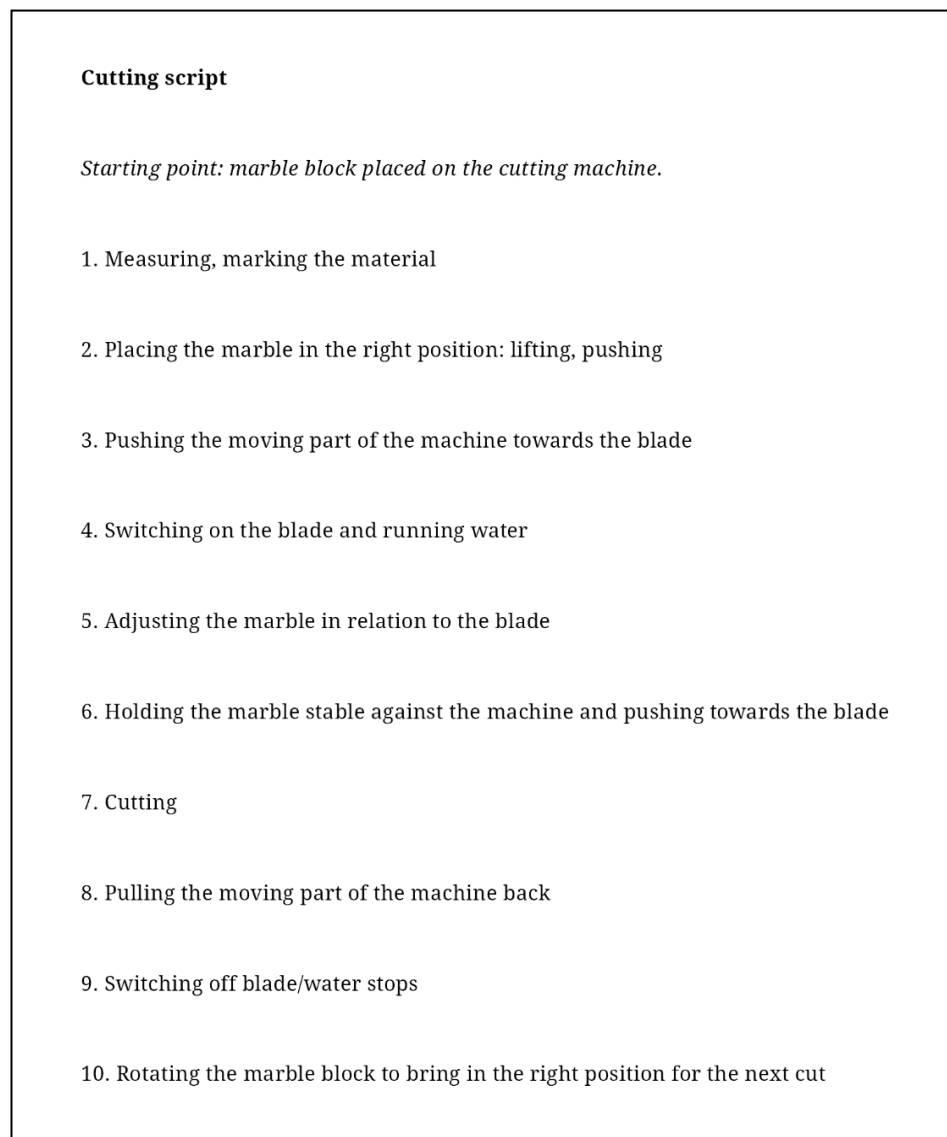 Cutting script
Starting point: marble block placed on the cutting machine.
1. Measuring, marking the material
2. Placing the marble in the right position: lifting, pushing
3. Pushing the moving part of the machine towards the blade
4. Switching on the blade and running water
5. Adjusting the marble in relation to the blade
6. Holding the marble stable against the machine and pushing towards the blade
7. Cutting
8. Pulling the moving part of the machine back
9. Switching off blade/water stops
10. Rotating the marble block to bring in the right position for the next cut